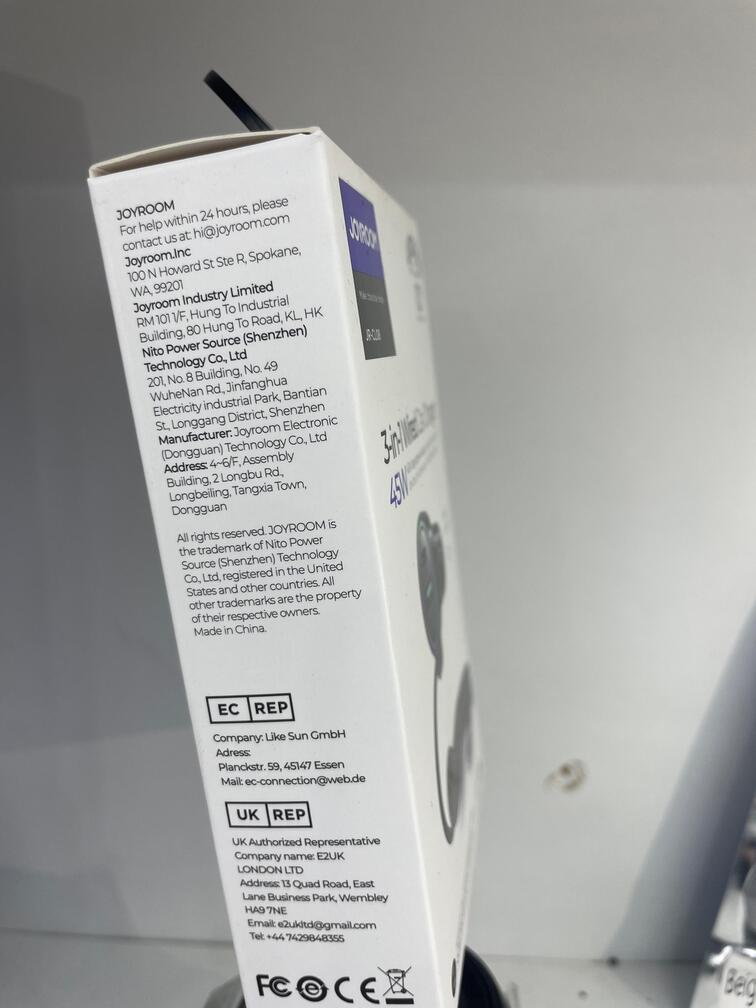 JOYROOM
For help within 24 hours, please
contact us at: hi@joyroom.com
Joyroom.Inc
100 N Howard St Ste R, Spokane,
WA, 99201
Joyroom Industry Limited
RM 101 1/F, Hung To Industrial
Building, 80 Hung To Road, KL, HK
Nito Power Source (Shenzhen)
Technology Co., Ltd
201, No. 8 Building, No. 49
WuheNan Rd., Jinfanghua
Electricity industrial Park, Bantian
St., Longgang District, Shenzhen
Manufacturer: Joyroom Electronic
(Dongguan) Technology Co., Ltd
Address: 4~6/F, Assembly
Building, 2 Longbu Rd.,
Longbeiling, Tangxia Town,
Dongguan
All rights reserved. JOYROOM is
the trademark of Nito Power
Source (Shenzhen) Technology
Co., Ltd, registered in the United
States and other countries. All
other trademarks are the property
of their respective owners.
Made in China.
EC REP
Company: Like Sun GmbH
Adress:
Planckstr. 59, 45147 Essen
Mail: ec-connection@web.de
UK REP
UK Authorized Representative
Company name: E2UK
LONDON LTD
Address: 13 Quad Road, East
Lane Business Park, Wembley
HA9 7NE
Email: e2ukltd@gmail.com
Tel: +44 7429848355
FC CE
JOYROOM
3-in-1 Wired Car
45W